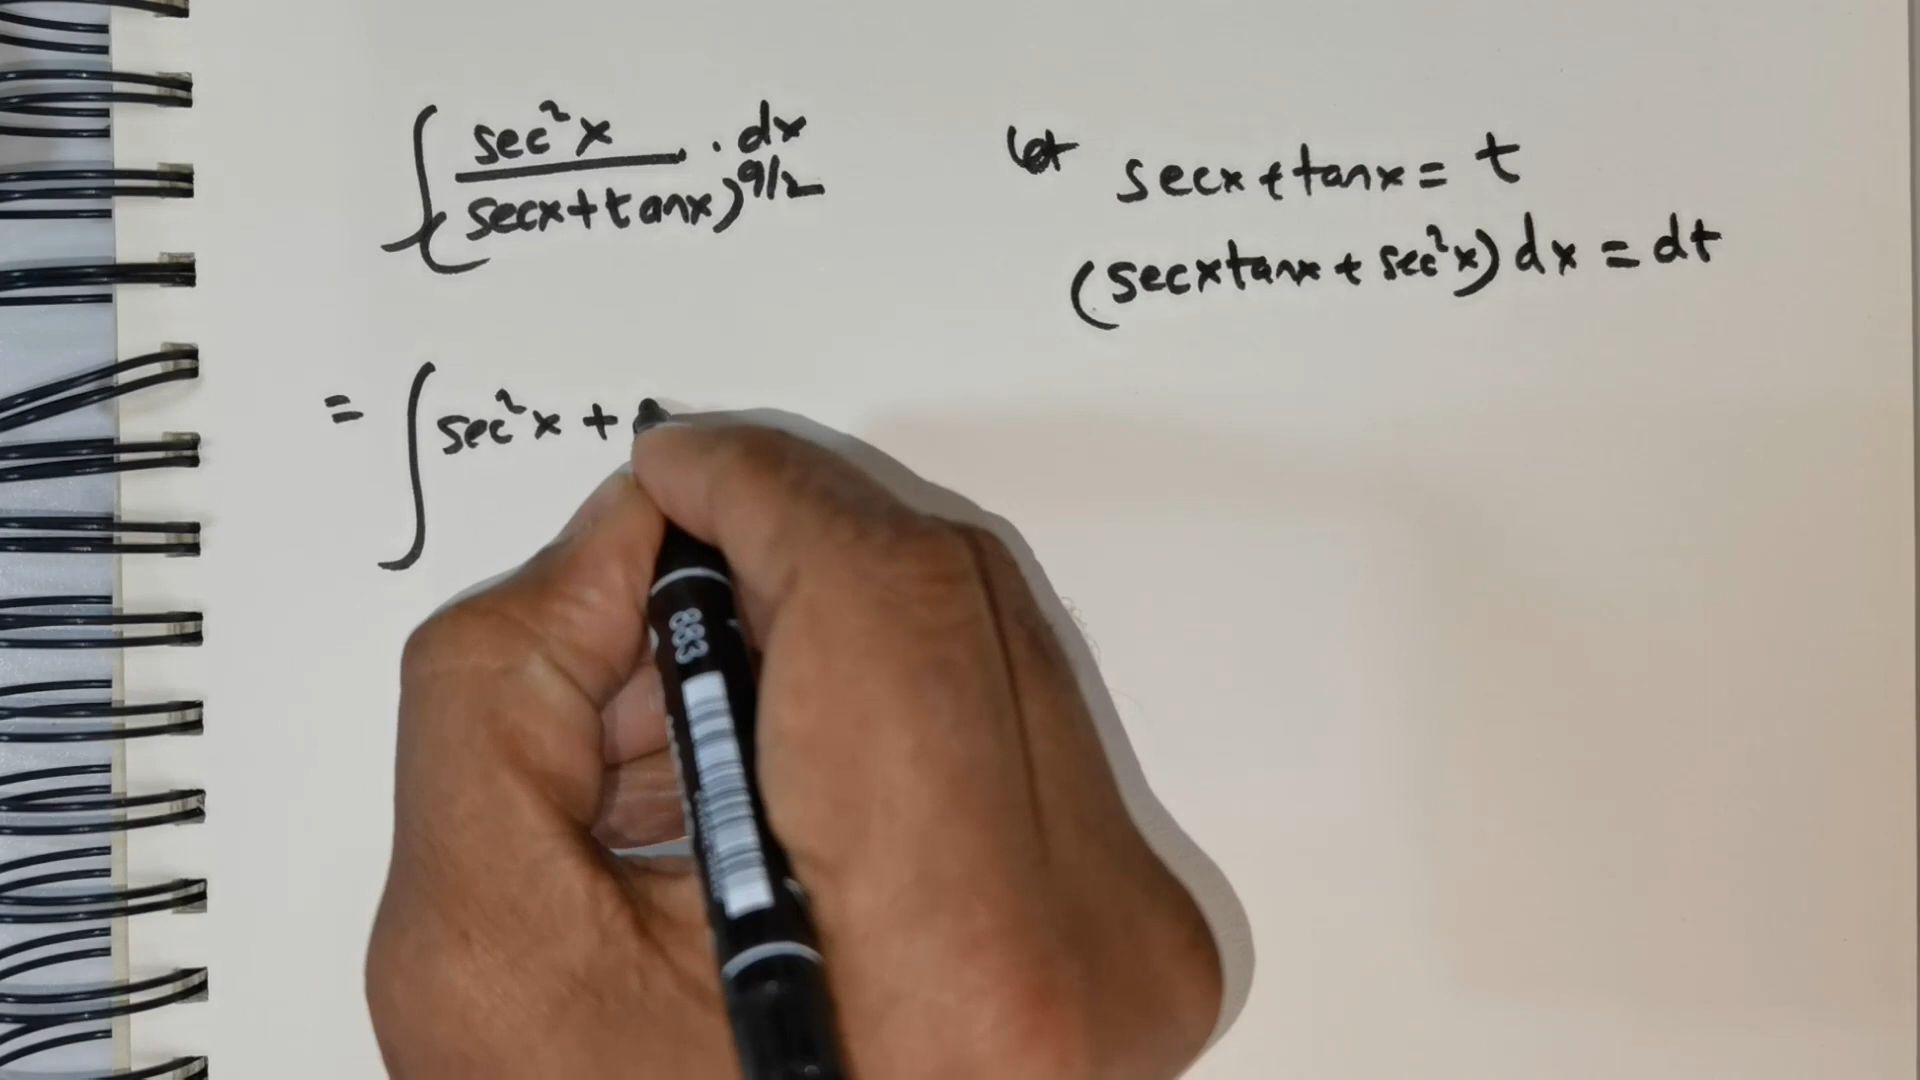 ∫ sec²x / (secx+tanx)^9/2 . dx
let secx+tanx = t
(secxtanx + sec²x) dx = dt
= ∫ sec²x +
883